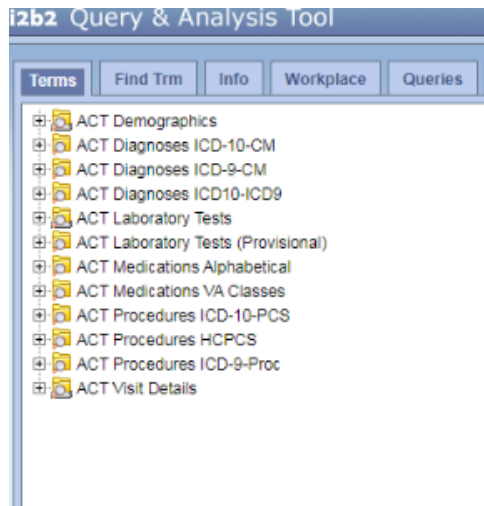 i2b2 Query & Analysis Tool
Terms Find Trm Info Workplace Queries
ACT Demographics
ACT Diagnoses ICD-10-CM
ACT Diagnoses ICD-9-CM
ACT Diagnoses ICD10-ICD9
ACT Laboratory Tests
ACT Laboratory Tests (Provisional)
ACT Medications Alphabetical
ACT Medications VA Classes
ACT Procedures ICD-10-PCS
ACT Procedures HCPCS
ACT Procedures ICD-9-Proc
ACT Visit Details